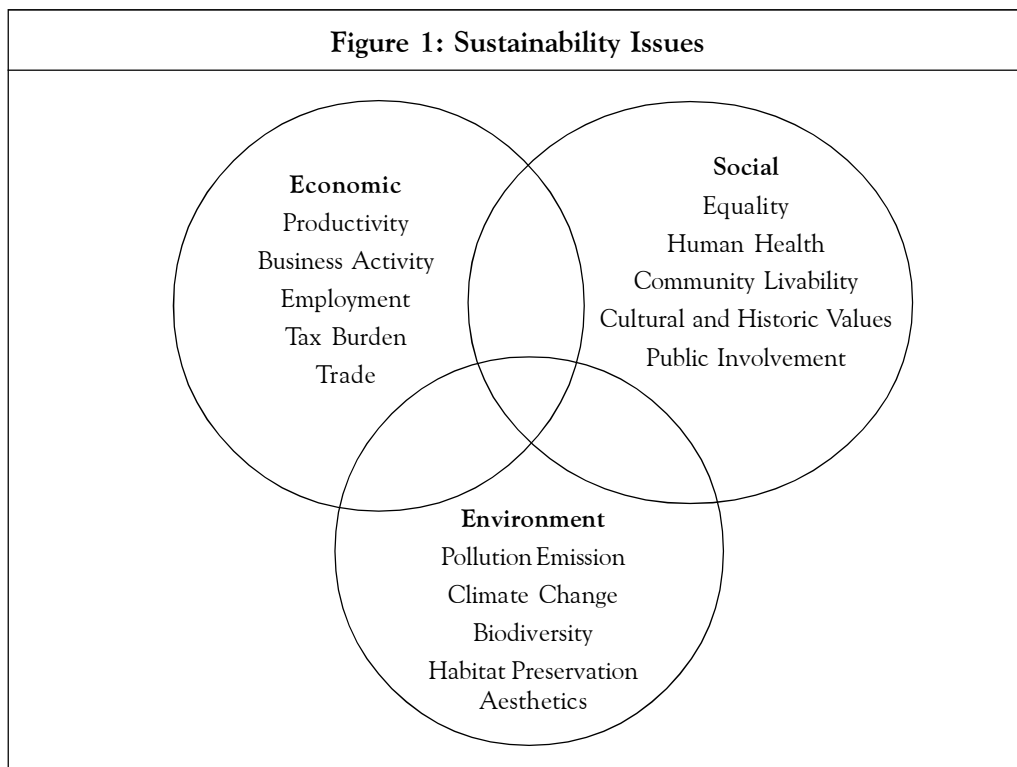 Figure 1: Sustainability Issues
Economic
Productivity
Business Activity
Employment
Tax Burden
Trade
Social
Equality
Human Health
Community Livability
Cultural and Historic Values
Public Involvement
Environment
Pollution Emission
Climate Change
Biodiversity
Habitat Preservation
Aesthetics